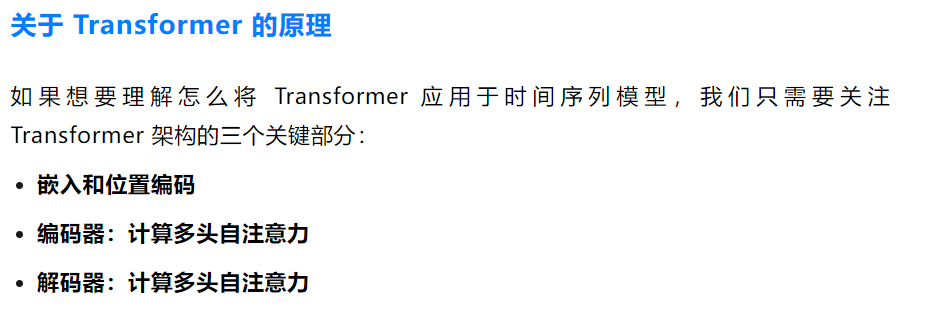 关于 Transformer 的原理
如果想要理解怎么将 Transformer 应用于时间序列模型，我们只需要关注
Transformer 架构的三个关键部分：
• 嵌入和位置编码
• 编码器：计算多头自注意力
• 解码器：计算多头自注意力